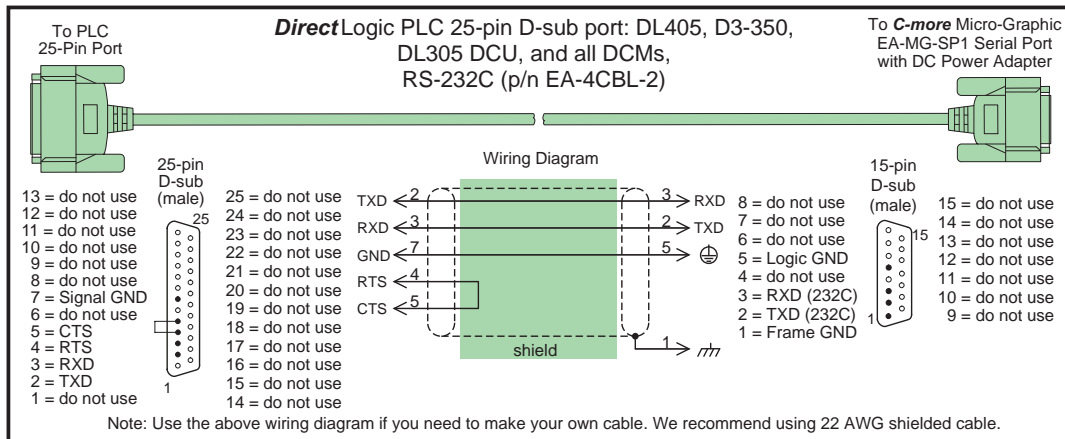 To PLC
25-Pin Port
DirectLogic PLC 25-pin D-sub port: DL405, D3-350,
DL305 DCU, and all DCMs,
RS-232C (p/n EA-4CBL-2)
To C-more Micro-Graphic
EA-MG-SP1 Serial Port
with DC Power Adapter
25-pin
D-sub
(male)
13 = do not use
12 = do not use
11 = do not use
10 = do not use
9 = do not use
8 = do not use
7 = Signal GND
6 = do not use
5 = CTS
4 = RTS
3 = RXD
2 = TXD
1 = do not use
25
1
25 = do not use
24 = do not use
23 = do not use
22 = do not use
21 = do not use
20 = do not use
19 = do not use
18 = do not use
17 = do not use
16 = do not use
15 = do not use
14 = do not use
Wiring Diagram
TXD 2 3 RXD
RXD 3 2 TXD
GND 7 5
RTS 4
CTS 5
shield
1
8 = do not use
7 = do not use
6 = do not use
5 = Logic GND
4 = do not use
3 = RXD (232C)
2 = TXD (232C)
1 = Frame GND
15-pin
D-sub
(male)
15
1
15 = do not use
14 = do not use
13 = do not use
12 = do not use
11 = do not use
10 = do not use
9 = do not use
Note: Use the above wiring diagram if you need to make your own cable. We recommend using 22 AWG shielded cable.